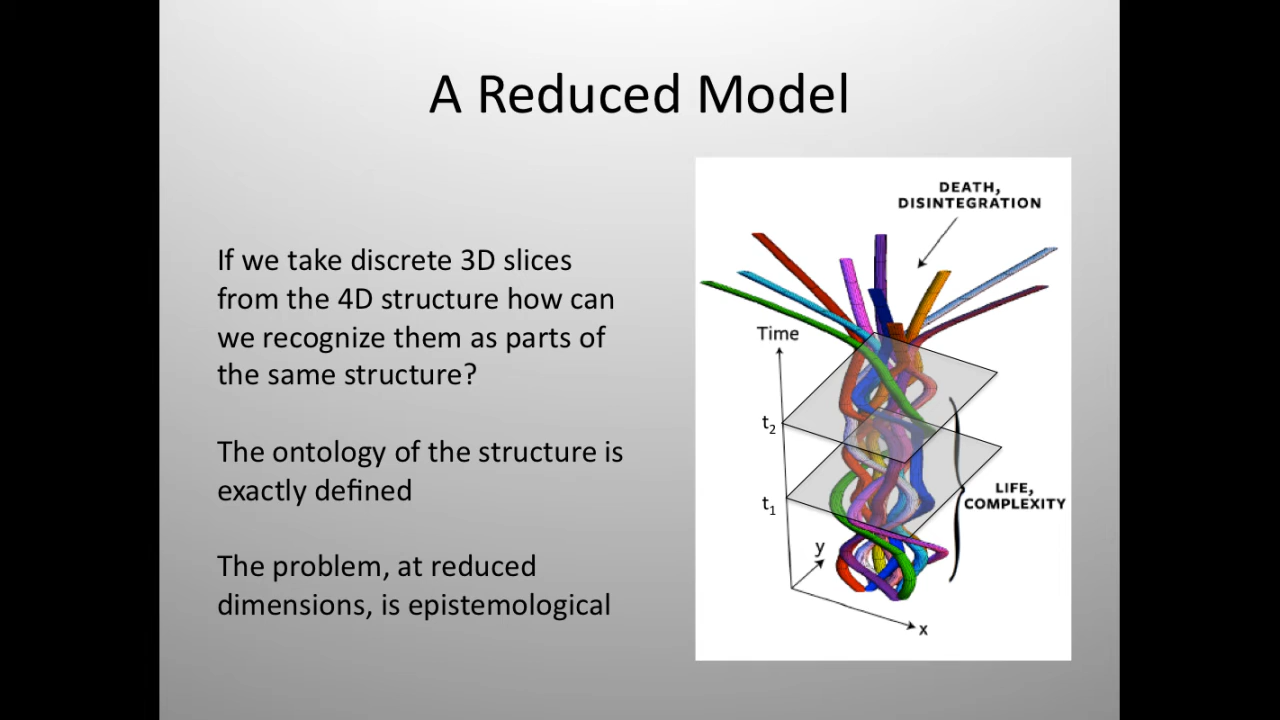 A Reduced Model
If we take discrete 3D slices
from the 4D structure how can
we recognize them as parts of
the same structure?
The ontology of the structure is
exactly defined
The problem, at reduced
dimensions, is epistemological
DEATH,
DISINTEGRATION
Time
t₂
t₁
LIFE,
COMPLEXITY
y
x